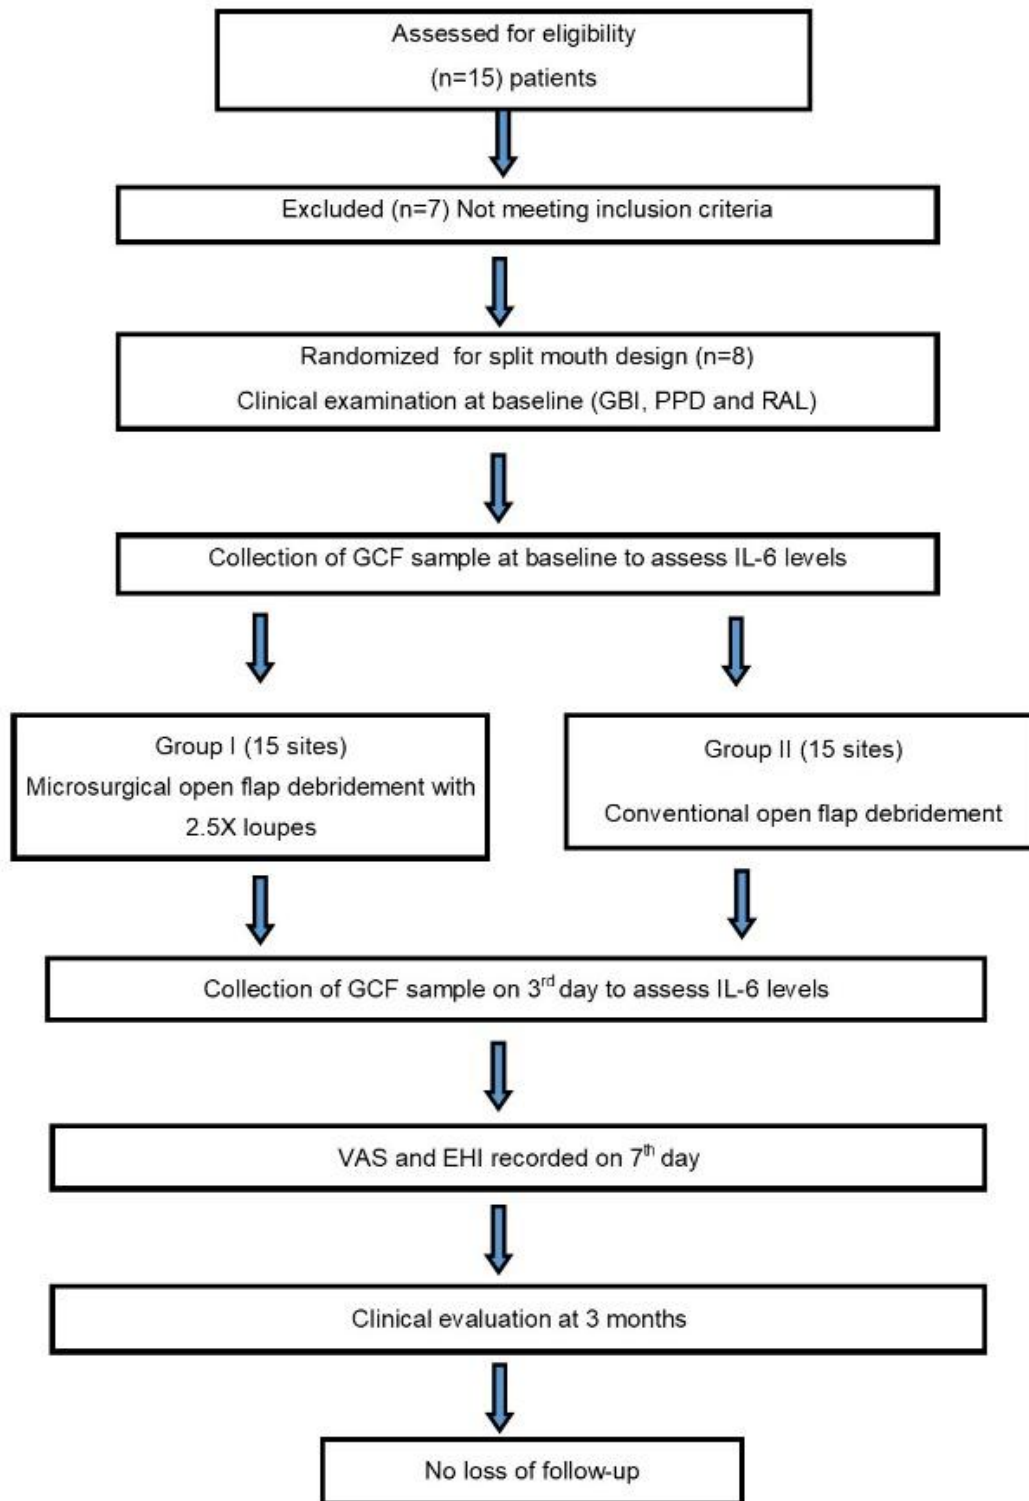 Assessed for eligibility
(n=15) patients
Excluded (n=7) Not meeting inclusion criteria
Randomized for split mouth design (n=8)
Clinical examination at baseline (GBI, PPD and RAL)
Collection of GCF sample at baseline to assess IL-6 levels
Group I (15 sites)
Microsurgical open flap debridement with
2.5X loupes
Group II (15 sites)
Conventional open flap debridement
Collection of GCF sample on 3rd day to assess IL-6 levels
VAS and EHI recorded on 7th day
Clinical evaluation at 3 months
No loss of follow-up